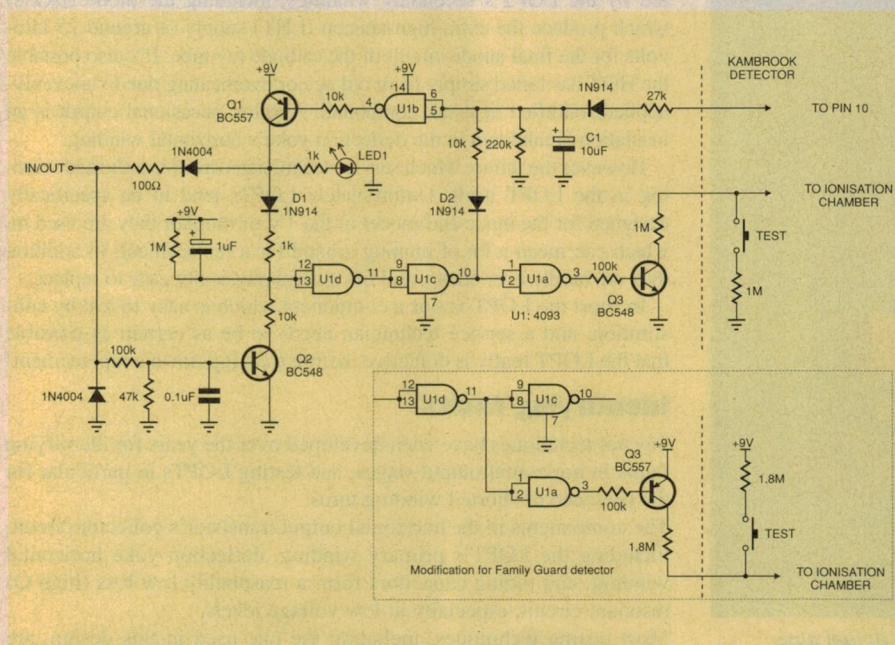 +9V
+9V
Q1
BC557
10k
4
14
U1b
6
5
1N914
27k
KAMBROOK
DETECTOR
TO PIN 10
IN/OUT
1N4004
100Ω
1k
LED1
10k
220k
+
C1
10uF
+9V
1M
+
1uF
D1
1N914
1k
D2
1N914
TO IONISATION
CHAMBER
1M
TEST
1M
12
13
U1d
11
9
8
U1c
10
7
1
2
U1a
3
100k
Q3
BC548
U1: 4093
10k
Q2
BC548
100k
1N4004
47k
0.1uF
12
13
U1d
11
9
8
U1c
10
7
1
2
U1a
3
100k
+9V
Q3
BC557
1.8M
+9V
1.8M
TEST
TO IONISATION
CHAMBER
Modification for Family Guard detector